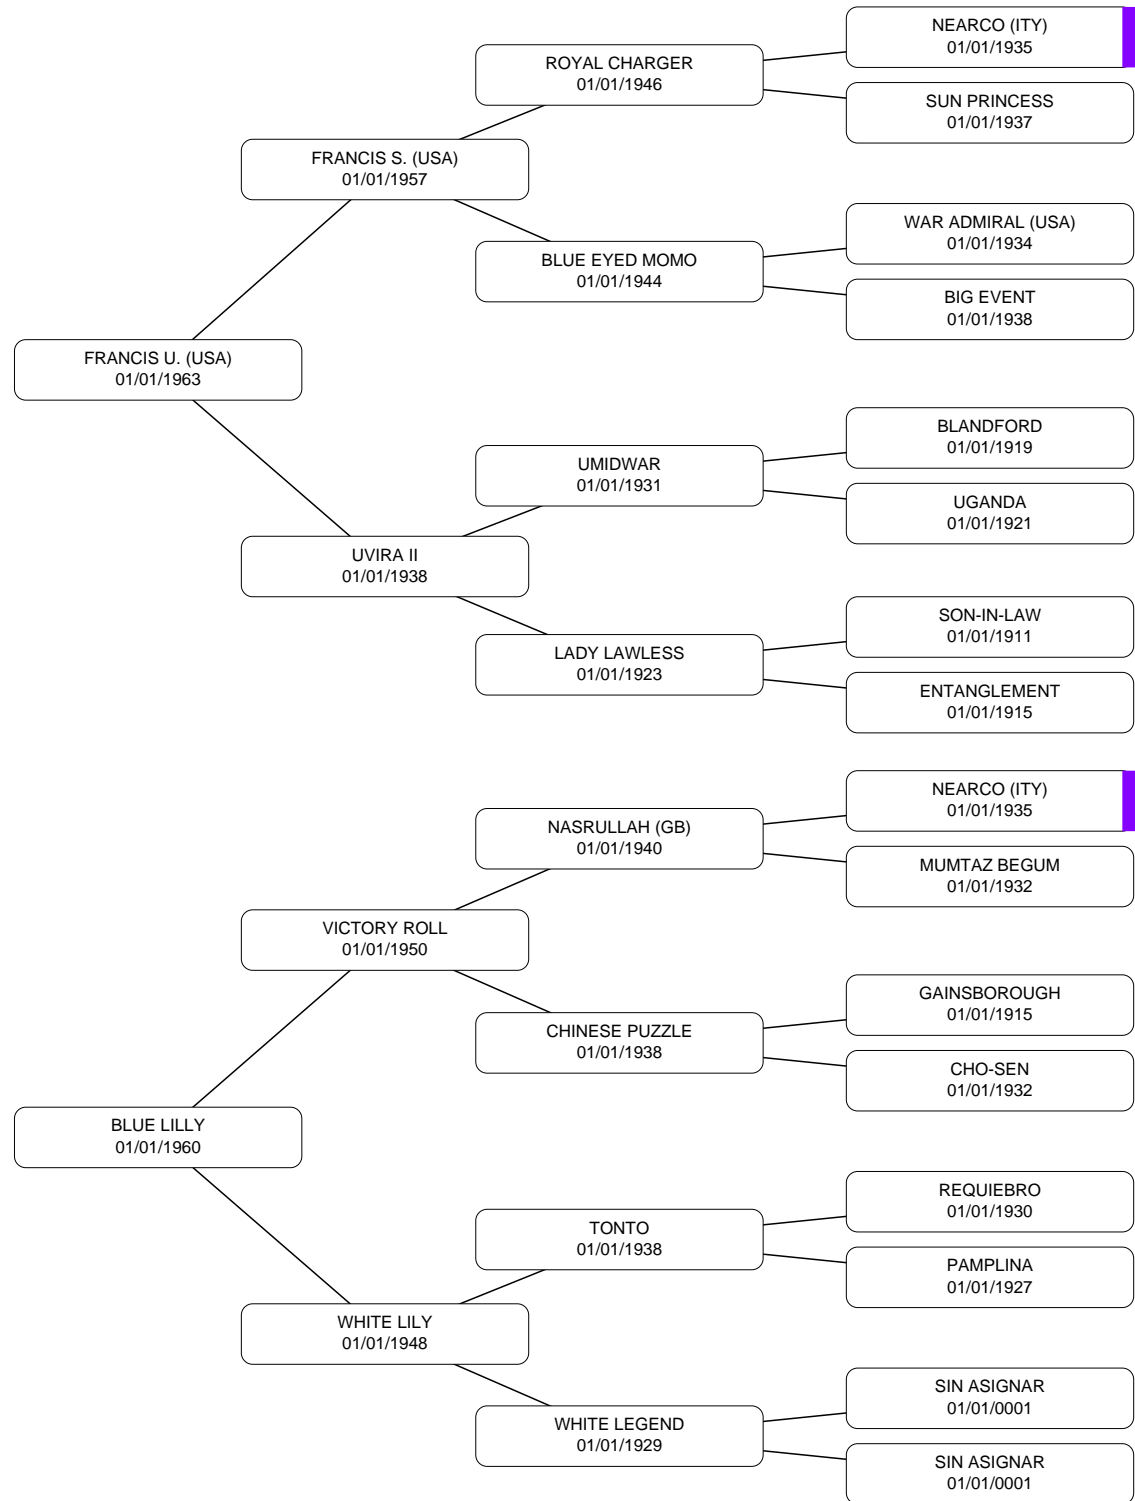 NEARCO (ITY)
01/01/1935
ROYAL CHARGER
01/01/1946
SUN PRINCESS
01/01/1937
FRANCIS S. (USA)
01/01/1957
WAR ADMIRAL (USA)
01/01/1934
BLUE EYED MOMO
01/01/1944
BIG EVENT
01/01/1938
FRANCIS U. (USA)
01/01/1963
BLANDFORD
01/01/1919
UMIDWAR
01/01/1931
UGANDA
01/01/1921
UVIRA II
01/01/1938
SON-IN-LAW
01/01/1911
LADY LAWLESS
01/01/1923
ENTANGLEMENT
01/01/1915
NEARCO (ITY)
01/01/1935
NASRULLAH (GB)
01/01/1940
MUMTAZ BEGUM
01/01/1932
VICTORY ROLL
01/01/1950
GAINSBOROUGH
01/01/1915
CHINESE PUZZLE
01/01/1938
CHO-SEN
01/01/1932
BLUE LILLY
01/01/1960
REQUIEBRO
01/01/1930
TONTO
01/01/1938
PAMPLINA
01/01/1927
WHITE LILY
01/01/1948
SIN ASIGNAR
01/01/0001
WHITE LEGEND
01/01/1929
SIN ASIGNAR
01/01/0001